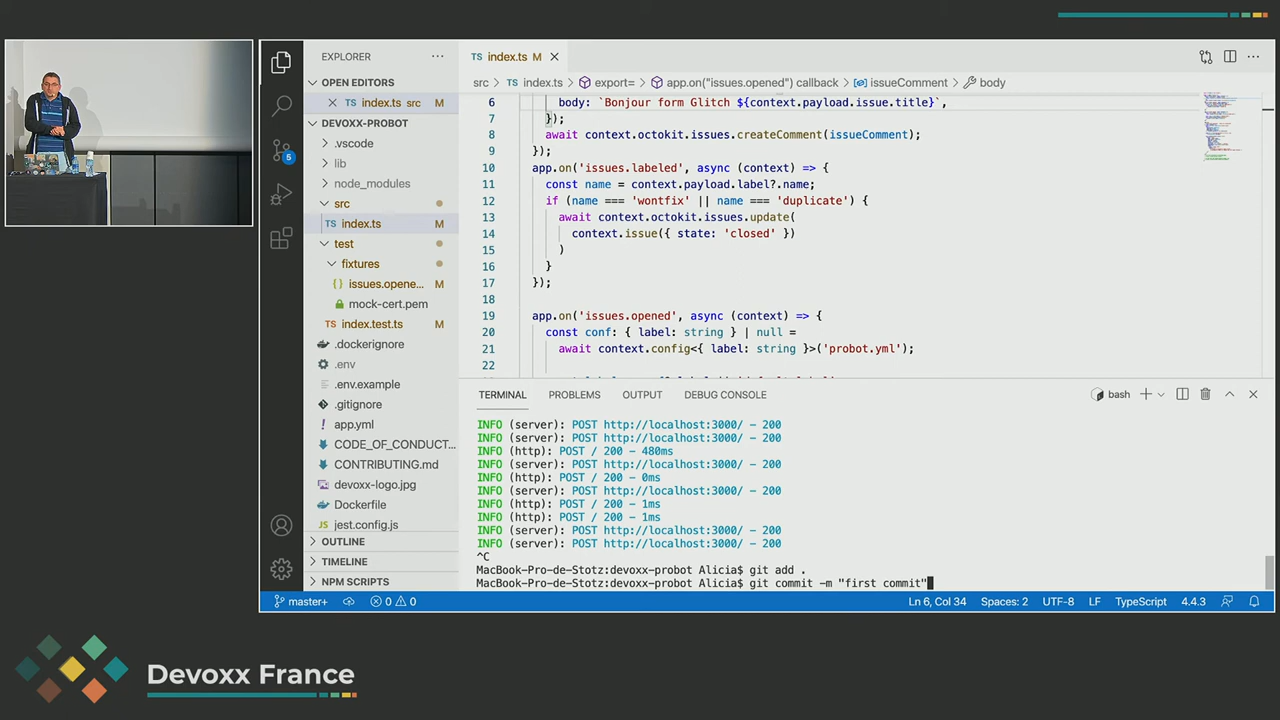 EXPLORER
OPEN EDITORS
index.ts src M
DEVOXX-PROBOT
.vscode
lib
node_modules
src
TS index.ts M
test
fixtures
{} issues.opene... M
mock-cert.pem
TS index.test.ts M
.dockerignore
.env
.env.example
.gitignore
! app.yml
CODE_OF_CONDUCT...
CONTRIBUTING.md
devoxx-logo.jpg
Dockerfile
JS jest.config.js
OUTLINE
TIMELINE
NPM SCRIPTS
5
TS index.ts M
src > TS index.ts > export= > app.on("issues.opened") callback > issueComment > body
6 body: `Bonjour form Glitch ${context.payload.issue.title}`,
7 });
8 await context.octokit.issues.createComment(issueComment);
9 });
10 app.on('issues.labeled', async (context) => {
11 const name = context.payload.label?.name;
12 if (name === 'wontfix' || name === 'duplicate') {
13 await context.octokit.issues.update(
14 context.issue({ state: 'closed' })
15 )
16 }
17 });
18
19 app.on('issues.opened', async (context) => {
20 const conf: { label: string } | null =
21 await context.config<{ label: string }>('probot.yml');
22
TERMINAL PROBLEMS OUTPUT DEBUG CONSOLE bash
INFO (server): POST http://localhost:3000/ - 200
INFO (server): POST http://localhost:3000/ - 200
INFO (http): POST / 200 - 480ms
INFO (server): POST http://localhost:3000/ - 200
INFO (http): POST / 200 - 0ms
INFO (server): POST http://localhost:3000/ - 200
INFO (http): POST / 200 - 1ms
INFO (http): POST / 200 - 1ms
INFO (server): POST http://localhost:3000/ - 200
INFO (server): POST http://localhost:3000/ - 200
^C
MacBook-Pro-de-Stotz:devoxx-probot Alicia$ git add .
MacBook-Pro-de-Stotz:devoxx-probot Alicia$ git commit -m "first commit"
master+ 0 0 Ln 6, Col 34 Spaces: 2 UTF-8 LF TypeScript 4.4.3
Devoxx France